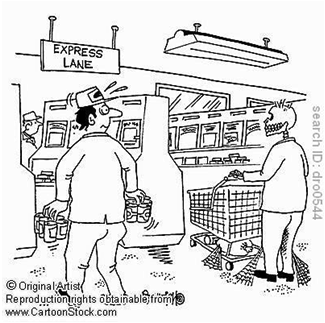 EXPRESS
LANE
search ID: dro0544
© Original Artist
Reproduction rights obtainable from
www.CartoonStock.com